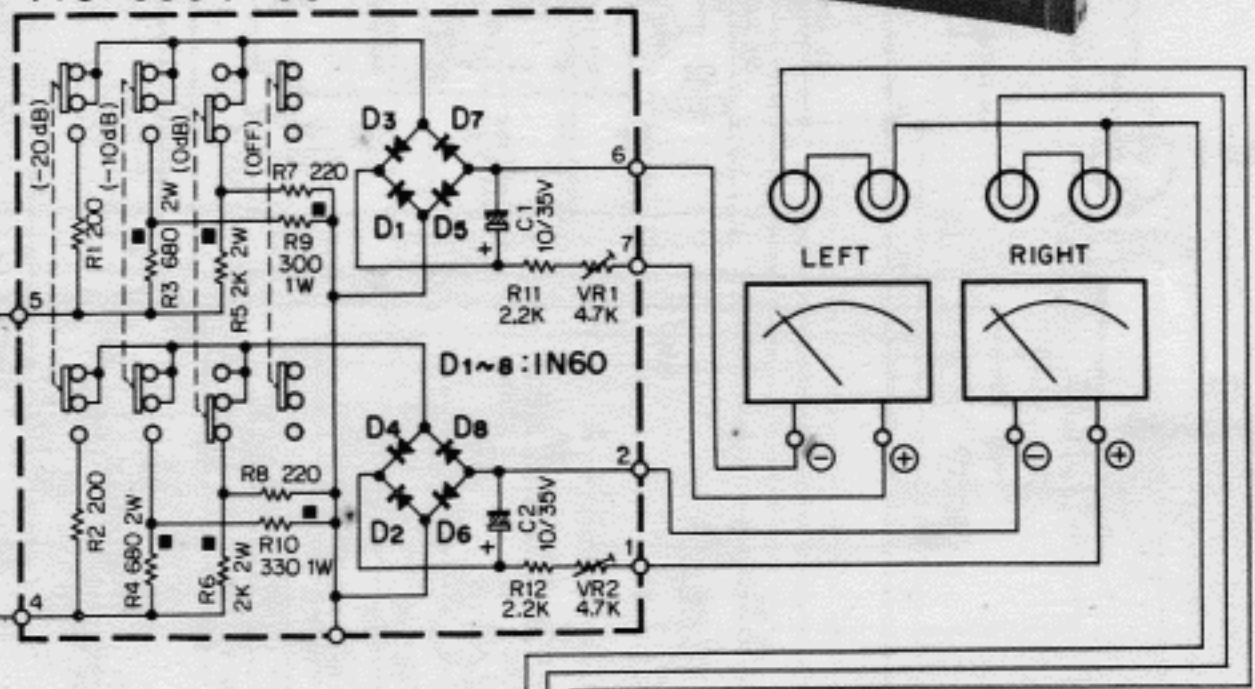 (-20dB)
(-10dB)
(0dB)
(OFF)
R1 200
R3 680 2W
R5 2K 2W
R7 220
R9
300
1W
D3 D7
D1 D5
C1
10/35V
+
R11
2.2K
VR1
4.7K
6
7
5
LEFT
RIGHT
D1~8:IN60
R2 200
R4 680 2W
R6
2K 2W
R8 220
R10
330 1W
D4 D8
D2 D6
C2
10/35V
+
R12
2.2K
VR2
4.7K
2
1
4
- +
- +